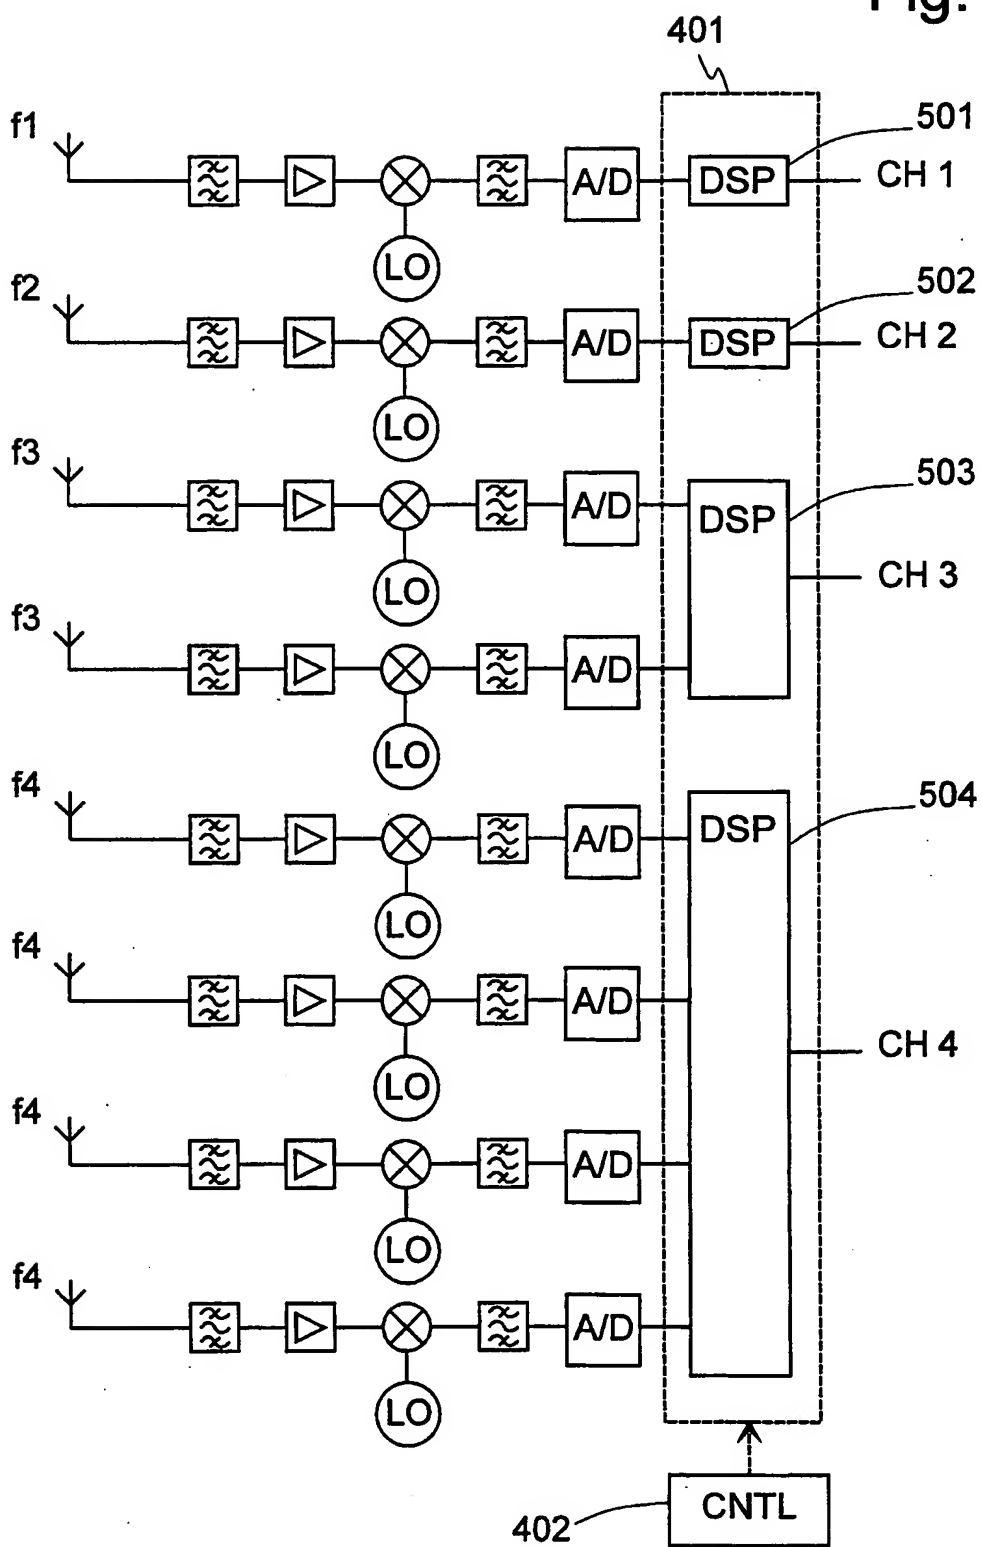 Fig.
401
f1
A/D
DSP
501
CH 1
LO
f2
A/D
DSP
502
CH 2
LO
f3
A/D
DSP
503
LO
CH 3
f3
A/D
LO
f4
A/D
DSP
504
LO
f4
A/D
CH 4
LO
f4
A/D
LO
f4
A/D
LO
402
CNTL